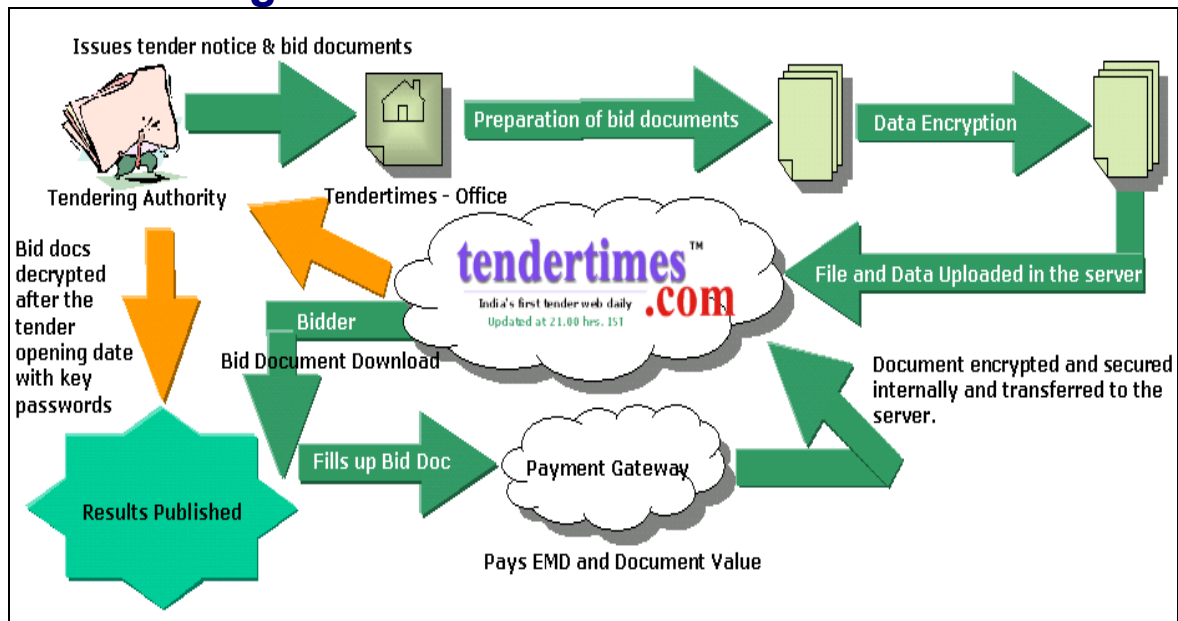 Issues tender notice & bid documents
Preparation of bid documents
Data Encryption
Tendering Authority
Tendertimes - Office
Bid docs
decrypted
after the
tender
opening date
with key
passwords
tendertimes™
.com
India's first tender web daily
Updated at 21.00 hrs. IST
File and Data Uploaded in the server
Bidder
Bid Document Download
Document encrypted and secured
internally and transferred to the
server.
Fills up Bid Doc
Payment Gateway
Results Published
Pays EMD and Document Value